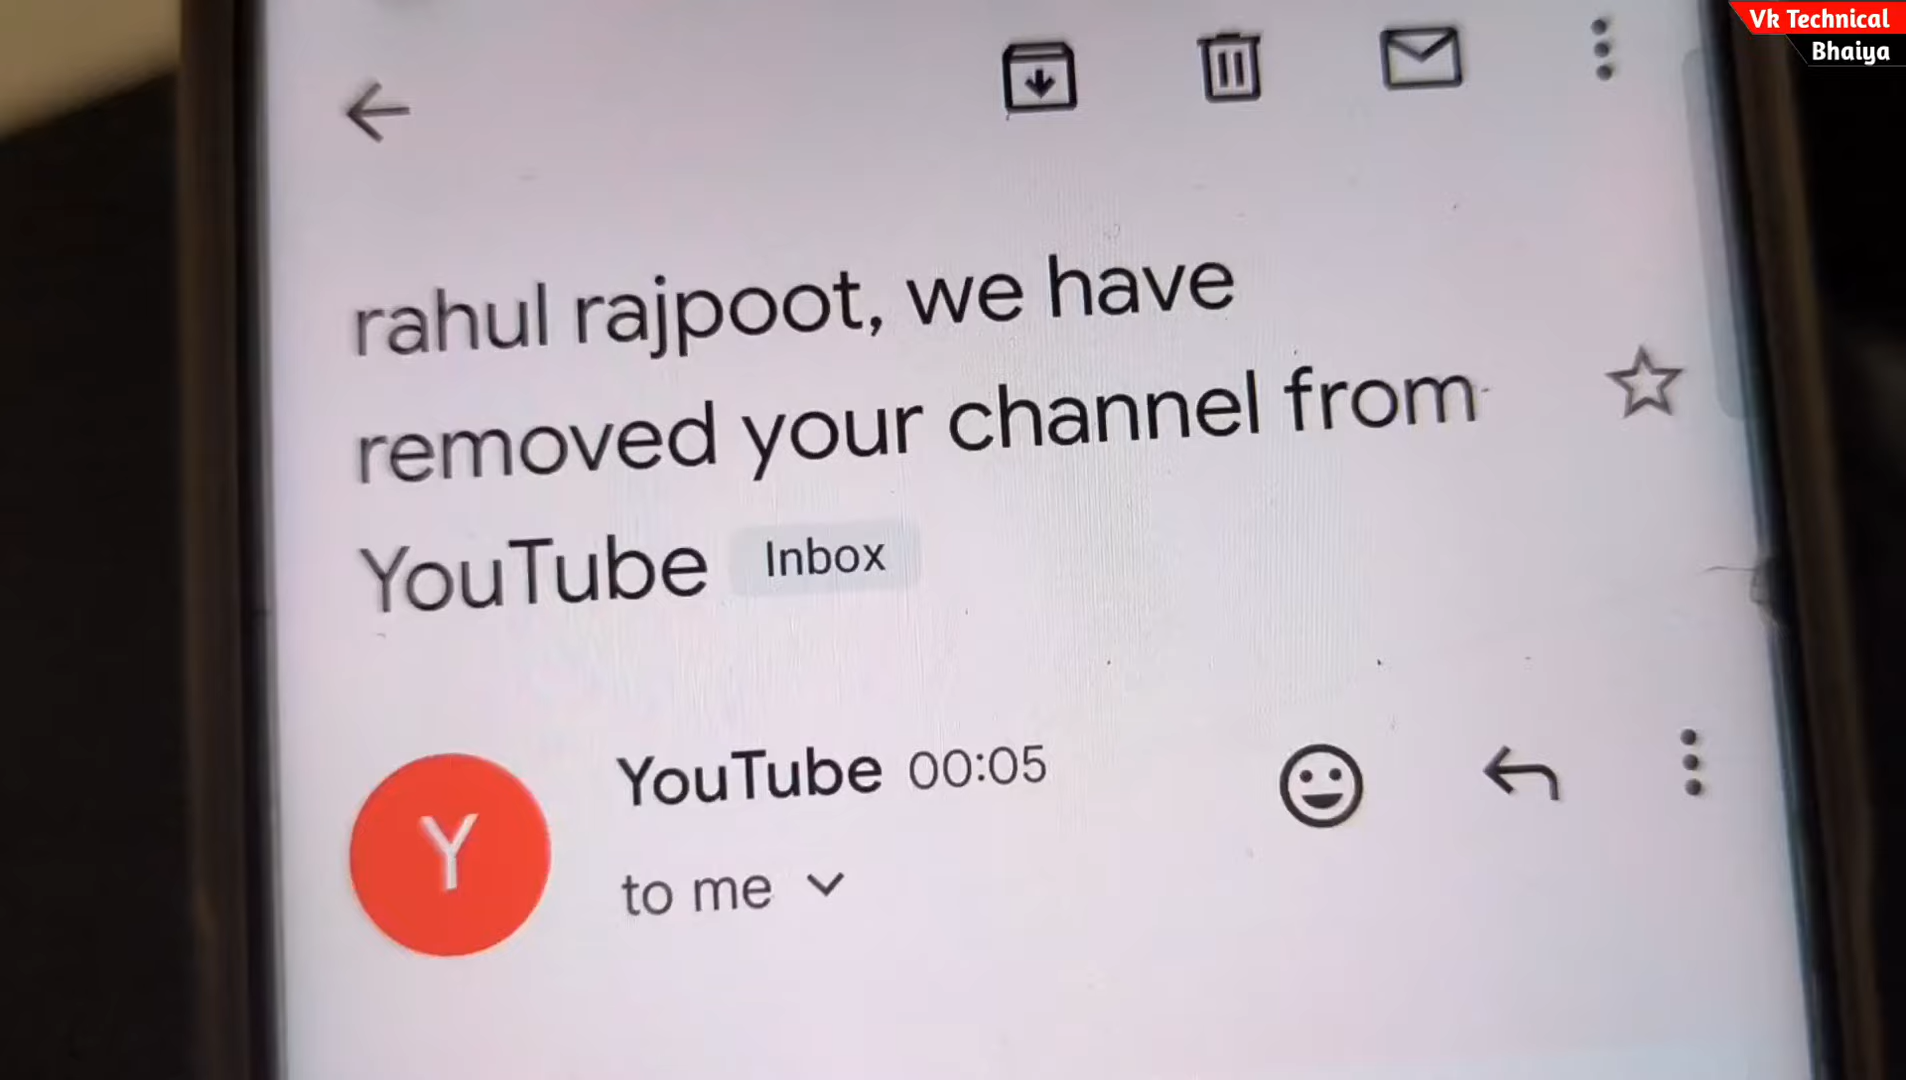 Vk Technical
Bhaiya
rahul rajpoot, we have
removed your channel from
YouTube Inbox
YouTube 00:05
Y
to me